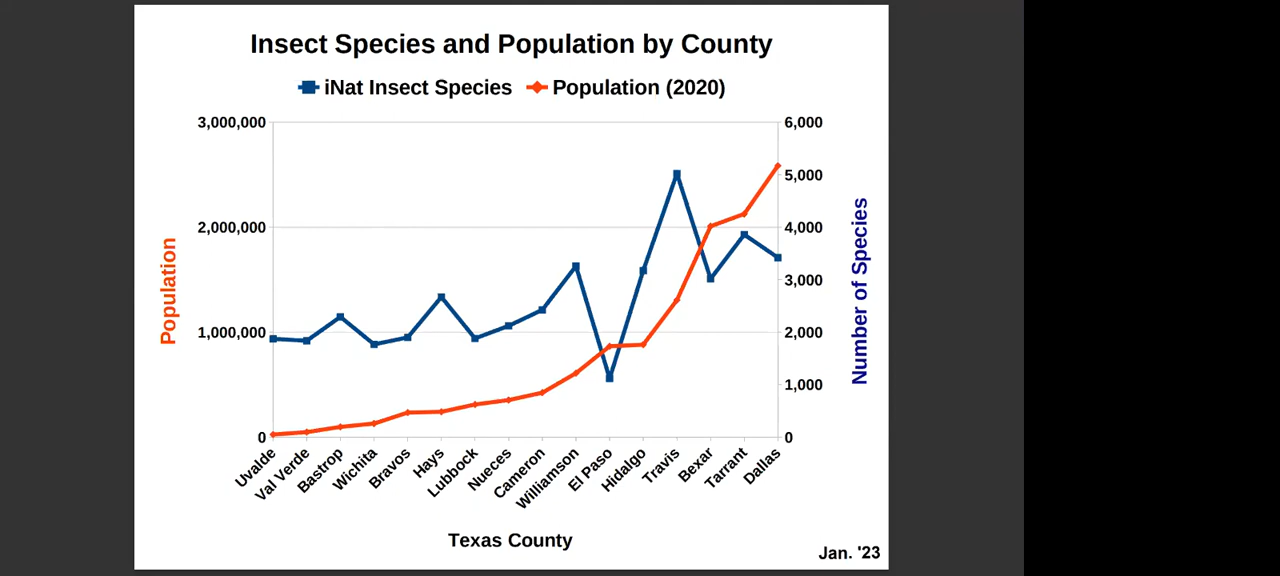 Insect Species and Population by County
iNat Insect Species Population (2020)
3,000,000 6,000
5,000
2,000,000 4,000
3,000
1,000,000 2,000
1,000
0 0
Population
Number of Species
Uvalde
Val Verde
Bastrop
Wichita
Bravos
Hays
Lubbock
Nueces
Cameron
Williamson
El Paso
Hidalgo
Travis
Bexar
Tarrant
Dallas
Texas County
Jan. '23